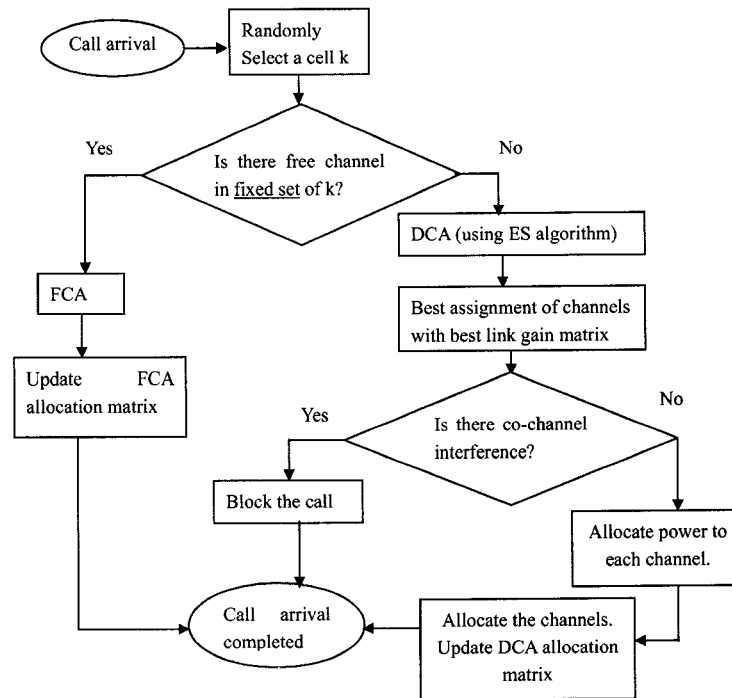 Call arrival
Randomly
Select a cell k
Yes
No
Is there free channel
in fixed set of k?
DCA (using ES algorithm)
FCA
Best assignment of channels
with best link gain matrix
Update FCA
allocation matrix
Yes
No
Is there co-channel
interference?
Block the call
Allocate power to
each channel.
Call arrival
completed
Allocate the channels.
Update DCA allocation
matrix